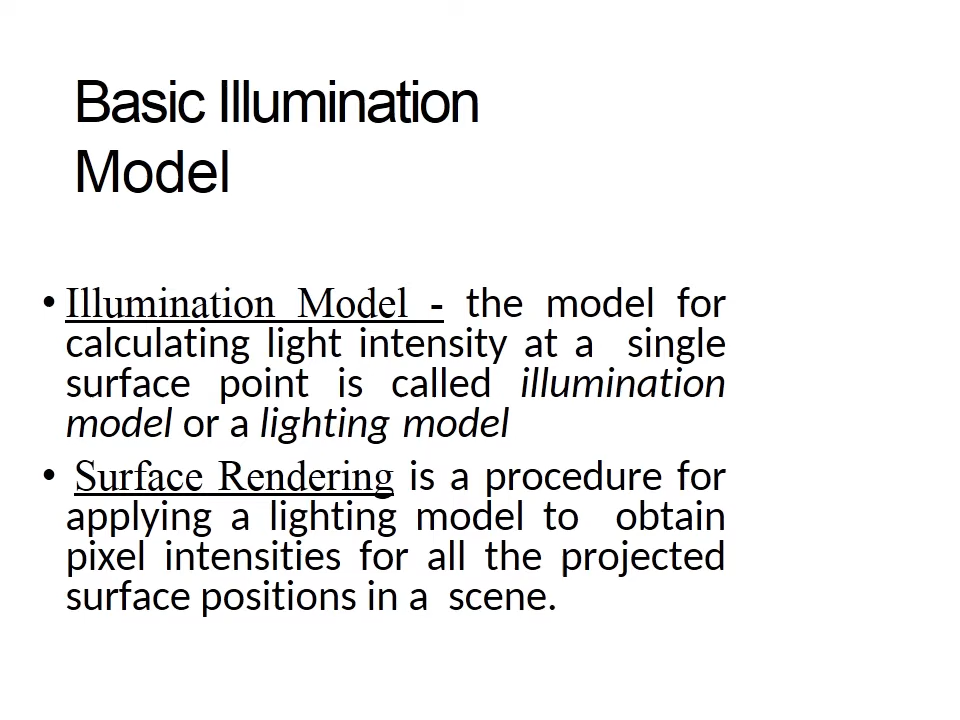 Basic Illumination
Model
• Illumination Model - the model for
calculating light intensity at a single
surface point is called illumination
model or a lighting model
• Surface Rendering is a procedure for
applying a lighting model to obtain
pixel intensities for all the projected
surface positions in a scene.